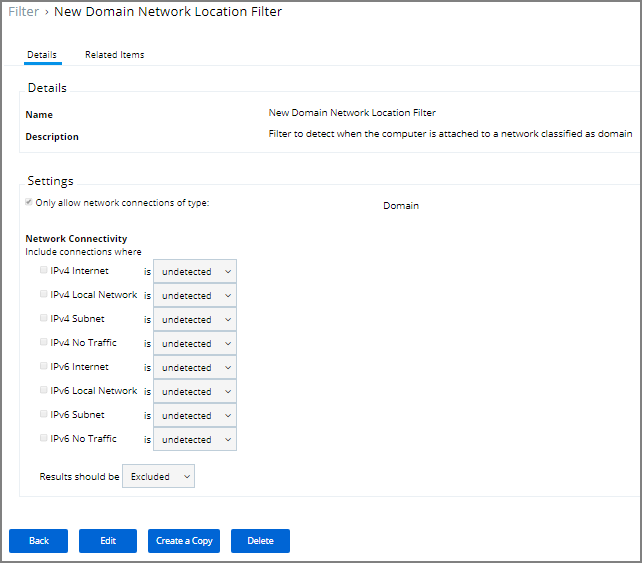 Filter › New Domain Network Location Filter
Details Related Items
Details
Name New Domain Network Location Filter
Description Filter to detect when the computer is attached to a network classified as domain
Settings
Only allow network connections of type: Domain
Network Connectivity
Include connections where
IPv4 Internet is undetected
IPv4 Local Network is undetected
IPv4 Subnet is undetected
IPv4 No Traffic is undetected
IPv6 Internet is undetected
IPv6 Local Network is undetected
IPv6 Subnet is undetected
IPv6 No Traffic is undetected
Results should be Excluded
Back Edit Create a Copy Delete